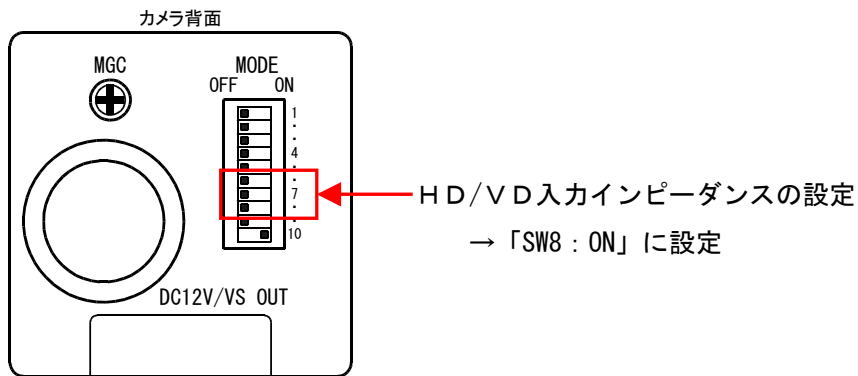 カメラ背面
MGC
MODE
OFF ON
1
・
・
4
・
・
7
・
・
10
DC12V/VS OUT
HD/VD入力インピーダンスの設定
→「SW8:ON」に設定